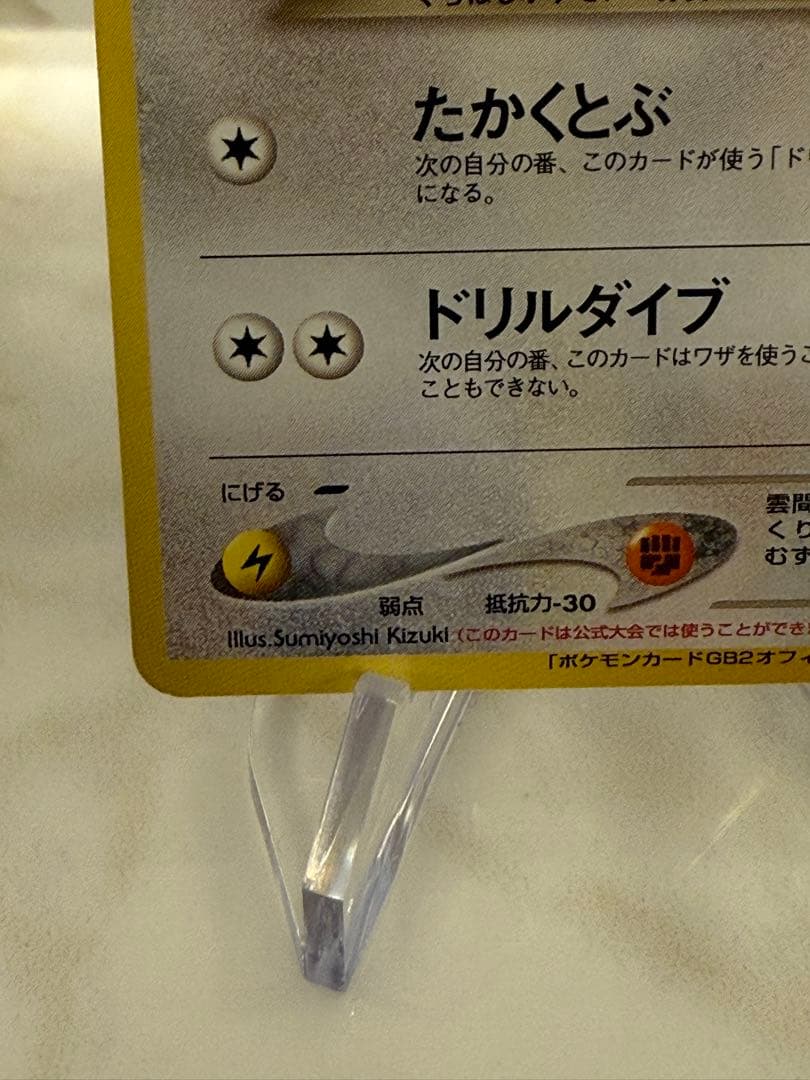 たかくとぶ
次の自分の番、このカードが使う「ド
になる。
ドリルダイブ
次の自分の番、このカードはワザを使うこ
こともできない。
にげる
雲間
くり
むず
弱点
抵抗力-30
Illus.Sumiyoshi Kizuki (このカードは公式大会では使うことができ
「ポケモンカードGB2オフィ